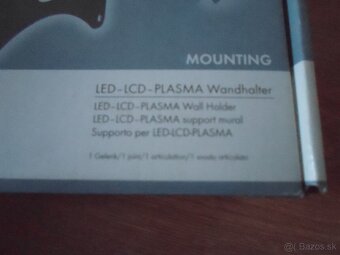 MOUNTING
LED-LCD-PLASMA Wandhalter
LED-LCD-PLASMA Wall Holder
LED-LCD-PLASMA support mural
Supporto per LED-LCD-PLASMA
1 Gelenk/1 joint/1 articulation/1 snodo articolato
Bazos.sk